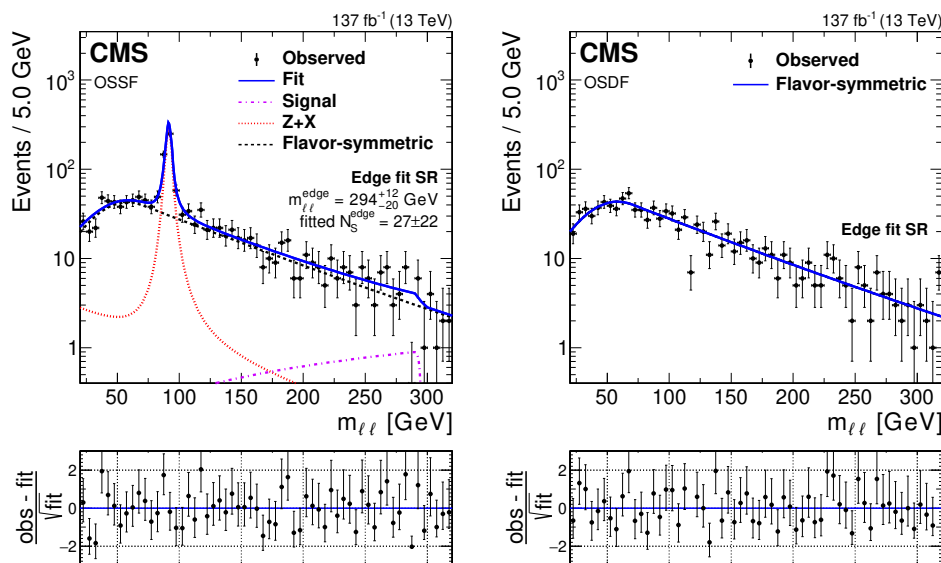 137 fb⁻¹ (13 TeV)
CMS
OSSF
Observed
Fit
Signal
Z+X
Flavor-symmetric
Edge fit SR
m_ℓℓ^edge = 294 +12 −20 GeV
fitted N_S^edge = 27±22
Events / 5.0 GeV
10³
10²
10
1
50 100 150 200 250 300
m_ℓℓ [GeV]
obs - fit
√fit
2
0
−2
137 fb⁻¹ (13 TeV)
CMS
OSDF
Observed
Flavor-symmetric
Edge fit SR
Events / 5.0 GeV
10³
10²
10
1
50 100 150 200 250 300
m_ℓℓ [GeV]
obs - fit
√fit
2
0
−2